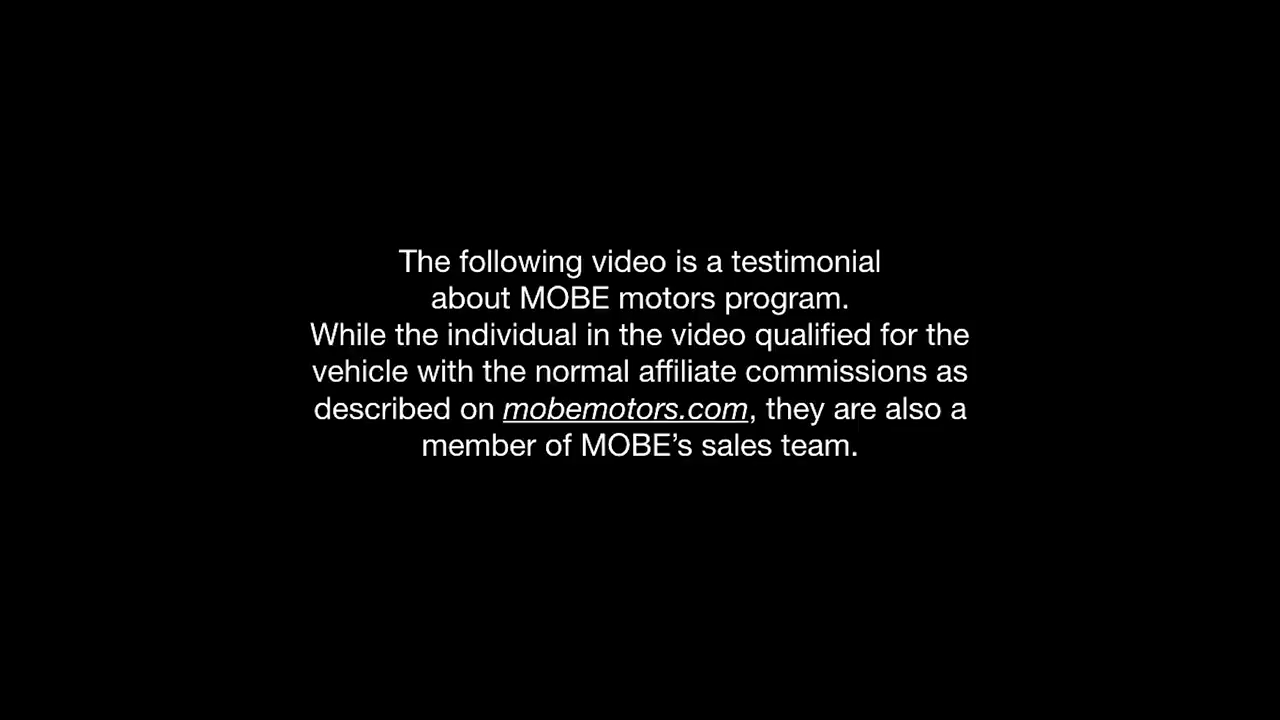 The following video is a testimonial
about MOBE motors program.
While the individual in the video qualified for the
vehicle with the normal affiliate commissions as
described on mobemotors.com, they are also a
member of MOBE’s sales team.